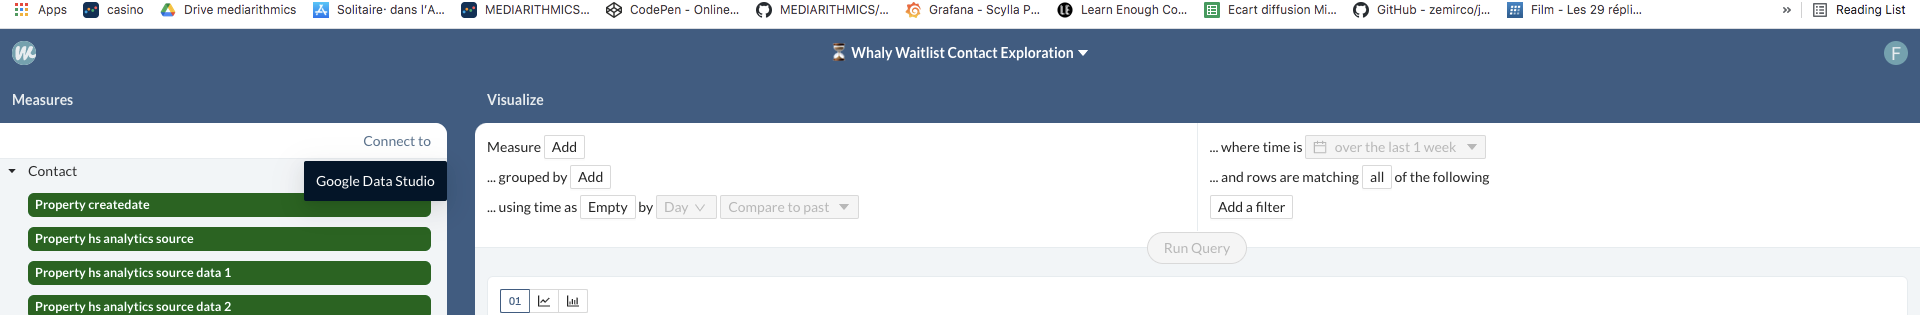 Apps casino Drive mediarithmics Solitaire· dans l'A... MEDIARITHMICS... CodePen - Online... MEDIARITHMICS/... Grafana - Scylla P... Learn Enough Co... Ecart diffusion Mi... GitHub - zemirco/j... Film - Les 29 répli... » Reading List
Whaly Waitlist Contact Exploration
F
Measures
Visualize
Connect to
Google Data Studio
Contact
Property createdate
Property hs analytics source
Property hs analytics source data 1
Property hs analytics source data 2
Measure Add
... grouped by Add
... using time as Empty by Day Compare to past
... where time is over the last 1 week
... and rows are matching all of the following
Add a filter
Run Query
01